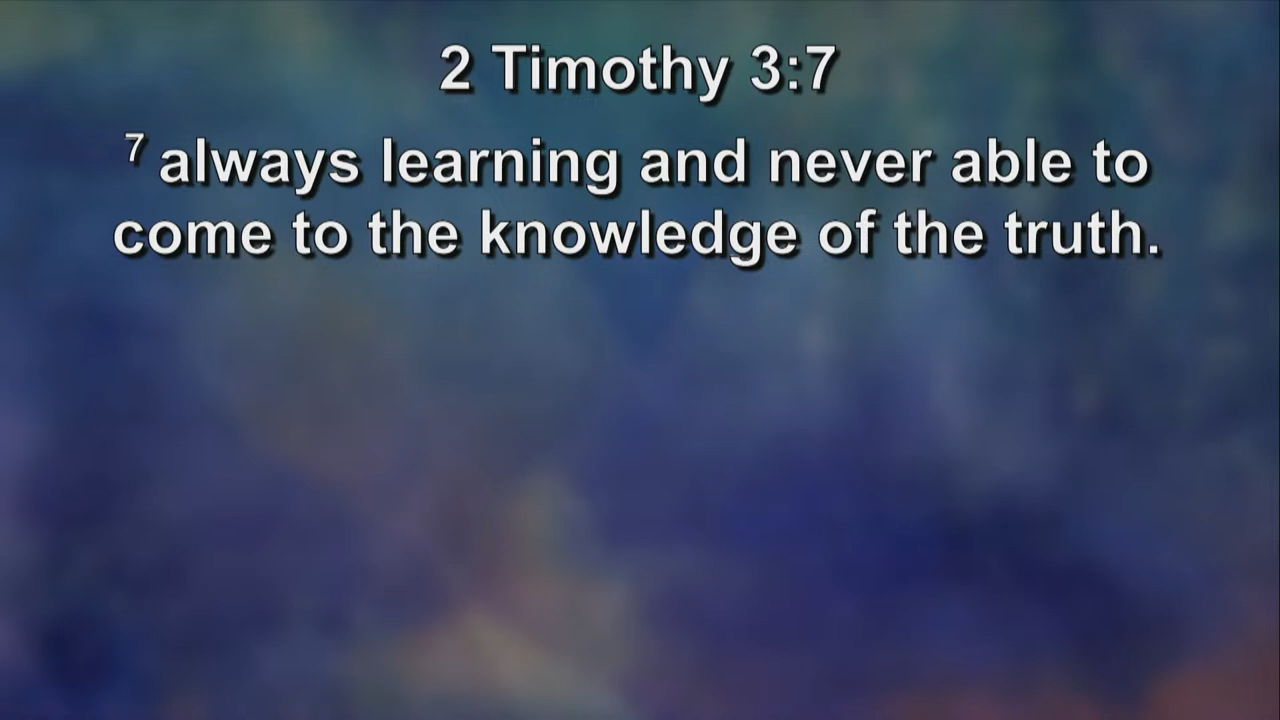 2 Timothy 3:7
7 always learning and never able to
come to the knowledge of the truth.